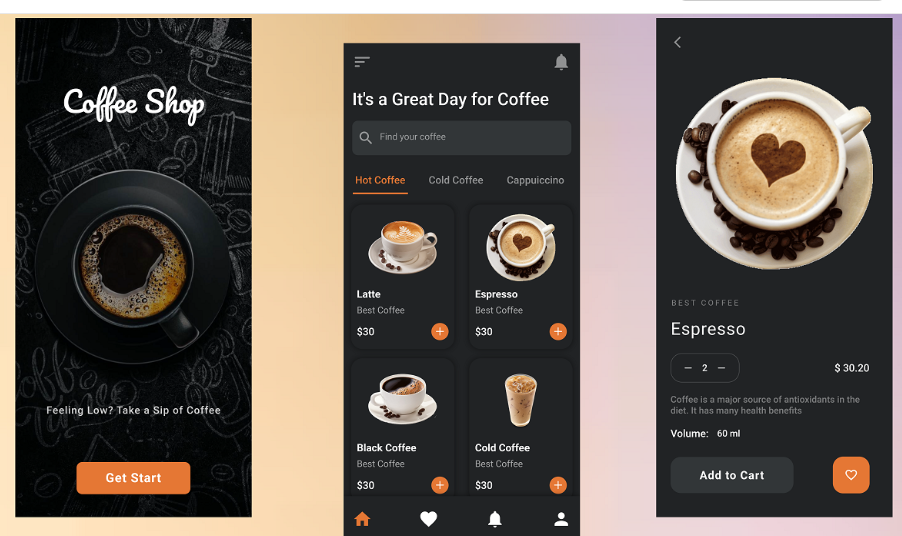 Coffee Shop
Feeling Low? Take a Sip of Coffee
Get Start
It's a Great Day for Coffee
Find your coffee
Hot Coffee Cold Coffee Cappuiccino
Latte
Best Coffee
$30
Espresso
Best Coffee
$30
Black Coffee
Best Coffee
$30
Cold Coffee
Best Coffee
$30
BEST COFFEE
Espresso
− 2 −
$ 30.20
Coffee is a major source of antioxidants in the
diet. It has many health benefits
Volume: 60 ml
Add to Cart